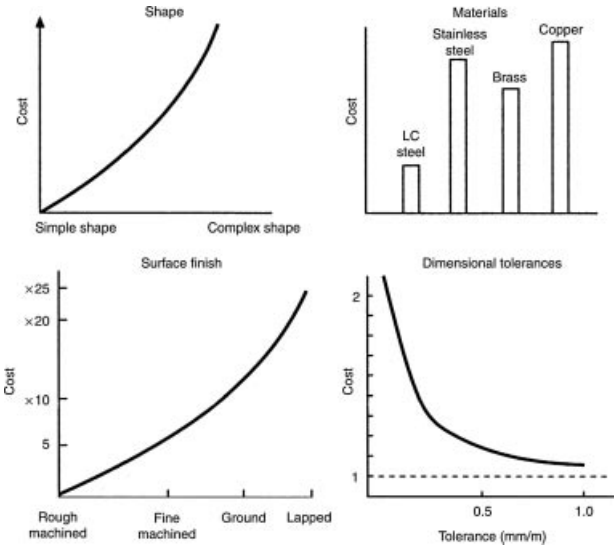 Shape
Cost
Simple shape
Complex shape
Materials
Cost
LC
steel
Stainless
steel
Brass
Copper
Surface finish
Cost
×25
×20
×10
5
Rough
machined
Fine
machined
Ground
Lapped
Dimensional tolerances
Cost
2
1
0.5
1.0
Tolerance (mm/m)